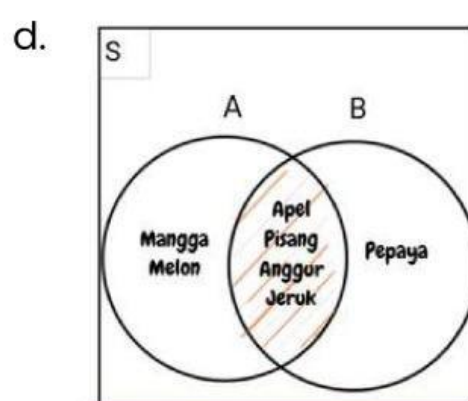 d.
S
A B
Mangga
Melon
Apel
Pisang
Anggur
Jeruk
Pepaya